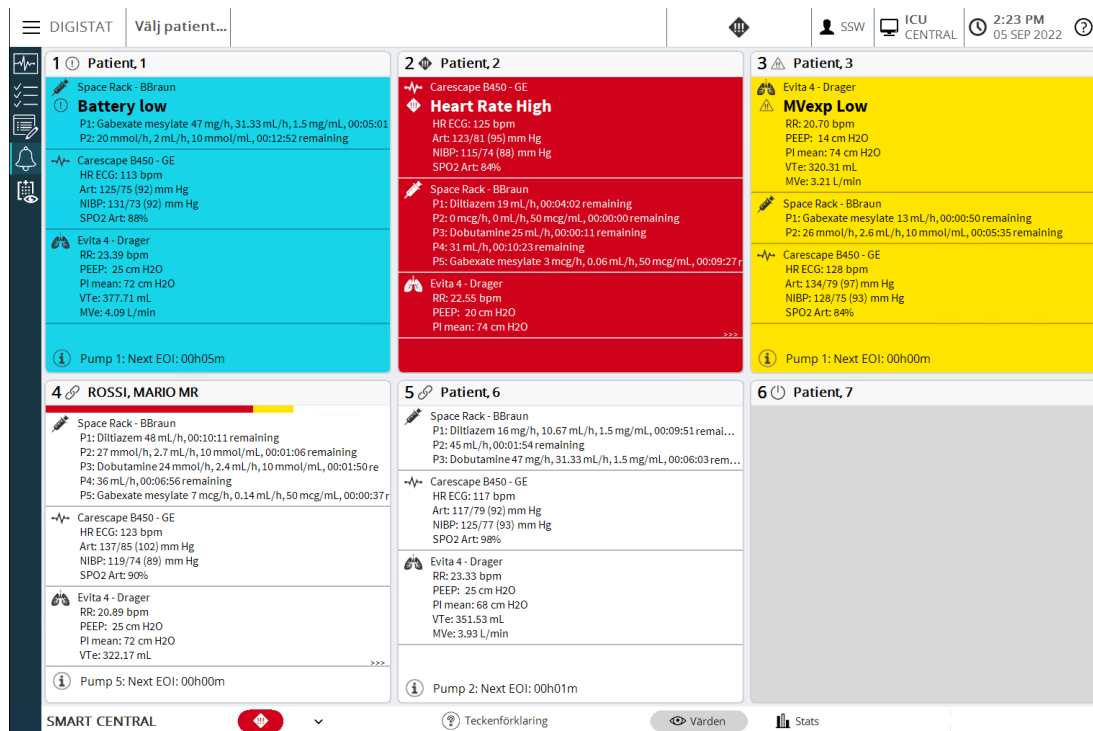 DIGISTAT
Välj patient...
SSW
ICU
CENTRAL
2:23 PM
05 SEP 2022
1 Patient, 1
Space Rack - BBraun
Battery low
P1: Gabexate mesylate 47 mg/h, 31.33 mL/h, 1.5 mg/mL, 00:05:01
P2: 20 mmol/h, 2 mL/h, 10 mmol/mL, 00:12:52 remaining
Carescape B450 - GE
HR ECG: 113 bpm
Art: 125/75 (92) mm Hg
NIBP: 131/73 (92) mm Hg
SPO2 Art: 88%
Evita 4 - Drager
RR: 23.39 bpm
PEEP: 25 cm H2O
PI mean: 72 cm H2O
VTe: 377.71 mL
MVe: 4.09 L/min
Pump 1: Next EOI: 00h05m
2 Patient, 2
Carescape B450 - GE
Heart Rate High
HR ECG: 125 bpm
Art: 123/81 (95) mm Hg
NIBP: 115/74 (88) mm Hg
SPO2 Art: 84%
Space Rack - BBraun
P1: Diltiazem 19 mL/h, 00:04:02 remaining
P2: 0 mcg/h, 0 mL/h, 50 mcg/mL, 00:00:00 remaining
P3: Dobutamine 25 mL/h, 00:00:11 remaining
P4: 31 mL/h, 00:10:23 remaining
P5: Gabexate mesylate 3 mcg/h, 0.06 mL/h, 50 mcg/mL, 00:09:27 r
Evita 4 - Drager
RR: 22.55 bpm
PEEP: 20 cm H2O
PI mean: 74 cm H2O
>>>
3 Patient, 3
Evita 4 - Drager
MVexp Low
RR: 20.70 bpm
PEEP: 14 cm H2O
PI mean: 74 cm H2O
VTe: 320.31 mL
MVe: 3.21 L/min
Space Rack - BBraun
P1: Gabexate mesylate 13 mL/h, 00:00:50 remaining
P2: 26 mmol/h, 2.6 mL/h, 10 mmol/mL, 00:05:35 remaining
Carescape B450 - GE
HR ECG: 128 bpm
Art: 134/79 (97) mm Hg
NIBP: 128/75 (93) mm Hg
SPO2 Art: 84%
Pump 1: Next EOI: 00h00m
4 ROSSI, MARIO MR
Space Rack - BBraun
P1: Diltiazem 48 mL/h, 00:10:11 remaining
P2: 27 mmol/h, 2.7 mL/h, 10 mmol/mL, 00:01:06 remaining
P3: Dobutamine 24 mmol/h, 2.4 mL/h, 10 mmol/mL, 00:01:50 re
P4: 36 mL/h, 00:06:56 remaining
P5: Gabexate mesylate 7 mcg/h, 0.14 mL/h, 50 mcg/mL, 00:00:37 r
Carescape B450 - GE
HR ECG: 123 bpm
Art: 137/85 (102) mm Hg
NIBP: 119/74 (89) mm Hg
SPO2 Art: 90%
Evita 4 - Drager
RR: 20.89 bpm
PEEP: 25 cm H2O
PI mean: 72 cm H2O
VTe: 322.17 mL
>>>
Pump 5: Next EOI: 00h00m
5 Patient, 6
Space Rack - BBraun
P1: Diltiazem 16 mg/h, 10.67 mL/h, 1.5 mg/mL, 00:09:51 remai...
P2: 45 mL/h, 00:01:54 remaining
P3: Dobutamine 47 mg/h, 31.33 mL/h, 1.5 mg/mL, 00:06:03 rem...
Carescape B450 - GE
HR ECG: 117 bpm
Art: 117/79 (92) mm Hg
NIBP: 125/77 (93) mm Hg
SPO2 Art: 98%
Evita 4 - Drager
RR: 23.33 bpm
PEEP: 25 cm H2O
PI mean: 68 cm H2O
VTe: 351.53 mL
MVe: 3.93 L/min
Pump 2: Next EOI: 00h01m
6 Patient, 7
SMART CENTRAL
Teckenförklaring
Värden
Stats